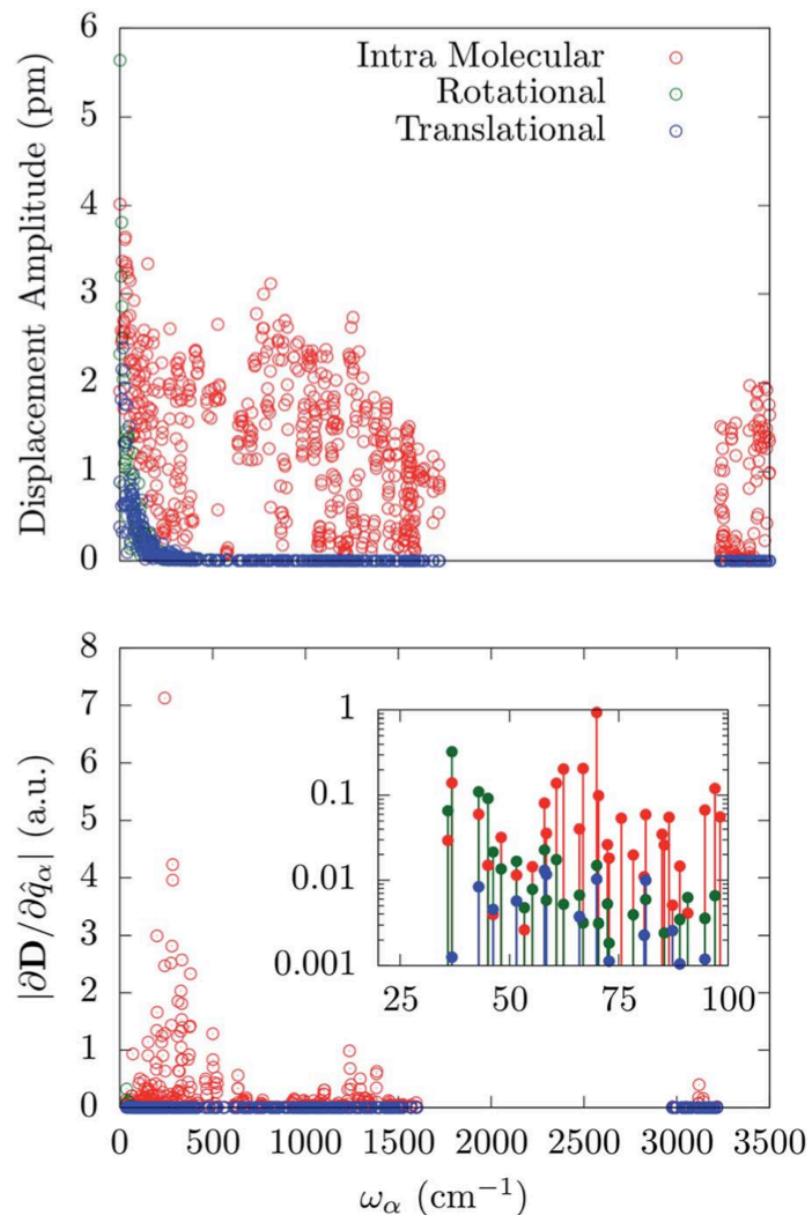 6
5
4
3
2
1
0
Displacement Amplitude (pm)
Intra Molecular
Rotational
Translational
8
7
6
5
4
3
2
1
0
|∂D/∂q̂α| (a.u.)
1
0.1
0.01
0.001
25 50 75 100
0 500 1000 1500 2000 2500 3000 3500
ωα (cm⁻¹)